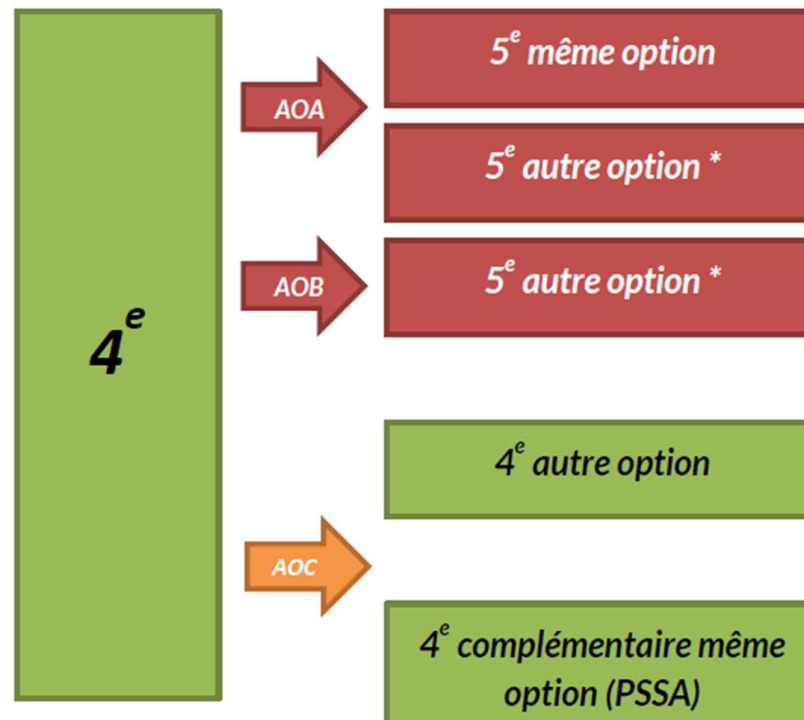 4e
AOA
5e même option
5e autre option *
AOB
5e autre option *
4e autre option
AOC
4e complémentaire même
option (PSSA)